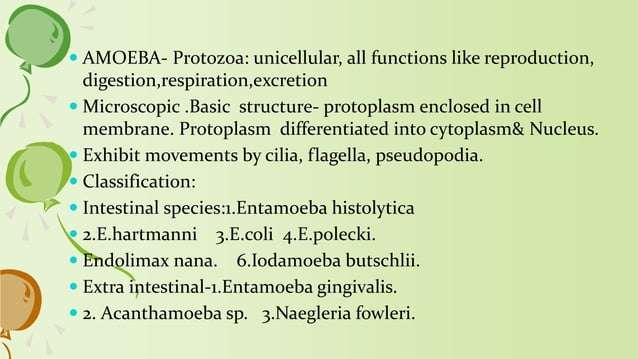 AMOEBA- Protozoa: unicellular, all functions like reproduction,
digestion,respiration,excretion
Microscopic .Basic structure- protoplasm enclosed in cell
membrane. Protoplasm differentiated into cytoplasm& Nucleus.
Exhibit movements by cilia, flagella, pseudopodia.
Classification:
Intestinal species:1.Entamoeba histolytica
2.E.hartmanni 3.E.coli 4.E.polecki.
Endolimax nana. 6.Iodamoeba butschlii.
Extra intestinal-1.Entamoeba gingivalis.
2. Acanthamoeba sp. 3.Naegleria fowleri.